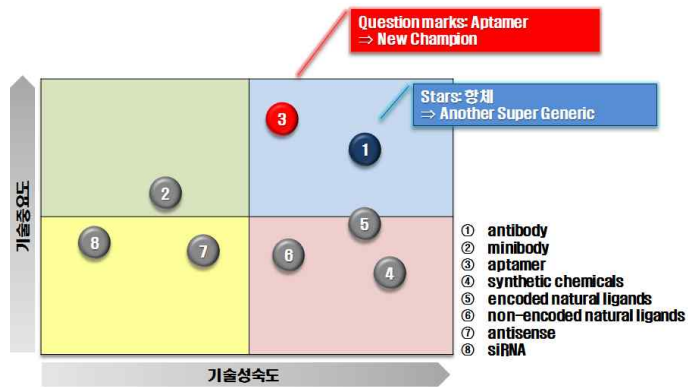 Question marks: Aptamer
⇒ New Champion
Stars: 항체
⇒ Another Super Generic
3
1
2
5
8
7
6
4
기술중요도
① antibody
② minibody
③ aptamer
④ synthetic chemicals
⑤ encoded natural ligands
⑥ non-encoded natural ligands
⑦ antisense
⑧ siRNA
기술성숙도